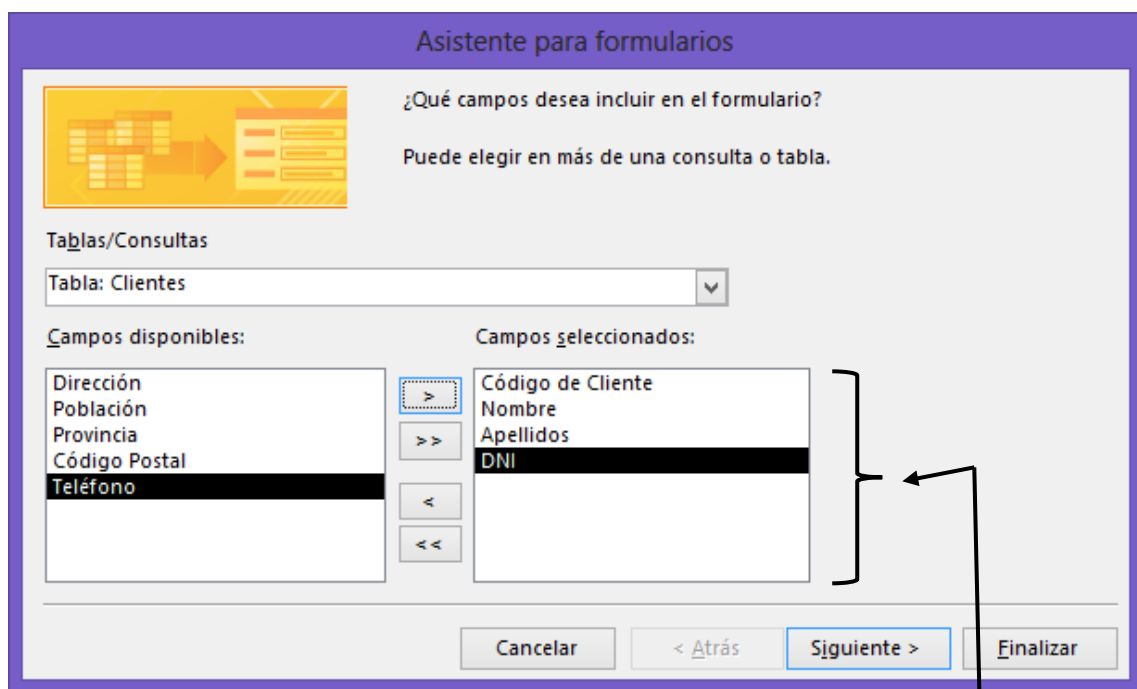 Asistente para formularios
¿Qué campos desea incluir en el formulario?
Puede elegir en más de una consulta o tabla.
Tablas/Consultas
Tabla: Clientes
Campos disponibles:
Campos seleccionados:
Dirección
Población
Provincia
Código Postal
Teléfono
>
>>
<
<<
Código de Cliente
Nombre
Apellidos
DNI
Cancelar
< Atrás
Siguiente >
Finalizar